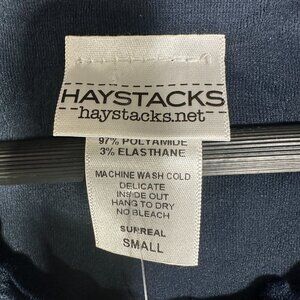 HAYSTACKS
haystacks.net
97% POLYAMIDE
3% ELASTHANE
MACHINE WASH COLD
DELICATE
INSIDE OUT
HANG TO DRY
NO BLEACH
SURREAL
SMALL